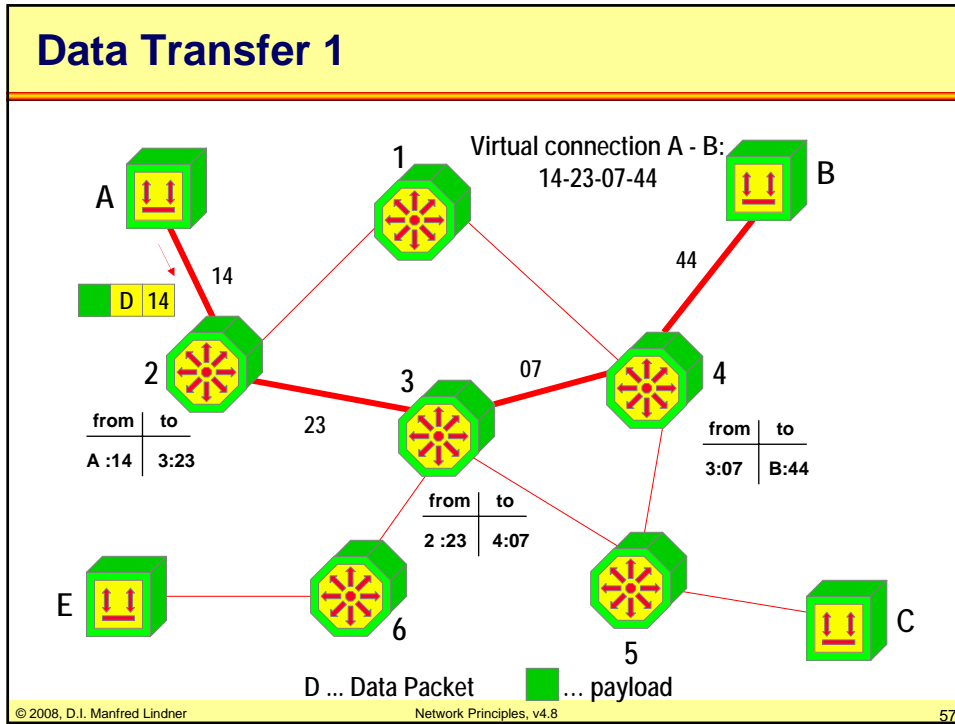 Data Transfer 1
Virtual connection A - B:
14-23-07-44
A
1
B
14
44
D 14
2
3
07
4
23
from to
A :14 3:23
from to
3:07 B:44
from to
2 :23 4:07
E
6
5
C
D ... Data Packet ... payload
© 2008, D.I. Manfred Lindner Network Principles, v4.8 57